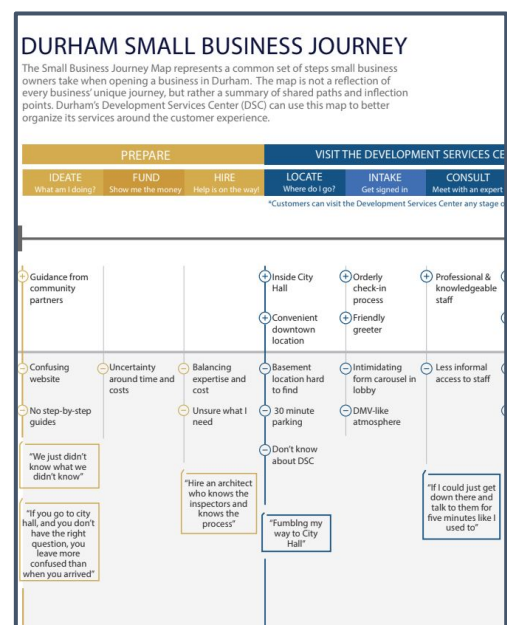 DURHAM SMALL BUSINESS JOURNEY
The Small Business Journey Map represents a common set of steps small business
owners take when opening a business in Durham. The map is not a reflection of
every business' unique journey, but rather a summary of shared paths and inflection
points. Durham's Development Services Center (DSC) can use this map to better
organize its services around the customer experience.
PREPARE
VISIT THE DEVELOPMENT SERVICES CE
IDEATE
What am I doing?
FUND
Show me the money
HIRE
Help is on the way!
LOCATE
Where do I go?
INTAKE
Get signed in
CONSULT
Meet with an expert
*Customers can visit the Development Services Center any stage o
Guidance from
community
partners
Inside City
Hall
Convenient
downtown
location
Orderly
check-in
process
Friendly
greeter
Professional &
knowledgeable
staff
Confusing
website
No step-by-step
guides
Uncertainty
around time and
costs
Balancing
expertise and
cost
Unsure what I
need
Basement
location hard
to find
30 minute
parking
Don't know
about DSC
Intimidating
form carousel in
lobby
DMV-like
atmosphere
Less informal
access to staff
"We just didn't
know what we
didn't know"
"If you go to city
hall, and you don't
have the right
question, you
leave more
confused than
when you arrived"
"Hire an architect
who knows the
inspectors and
knows the
process"
"Fumblng my
way to City
Hall"
"If I could just get
down there and
talk to them for
five minutes like I
used to"